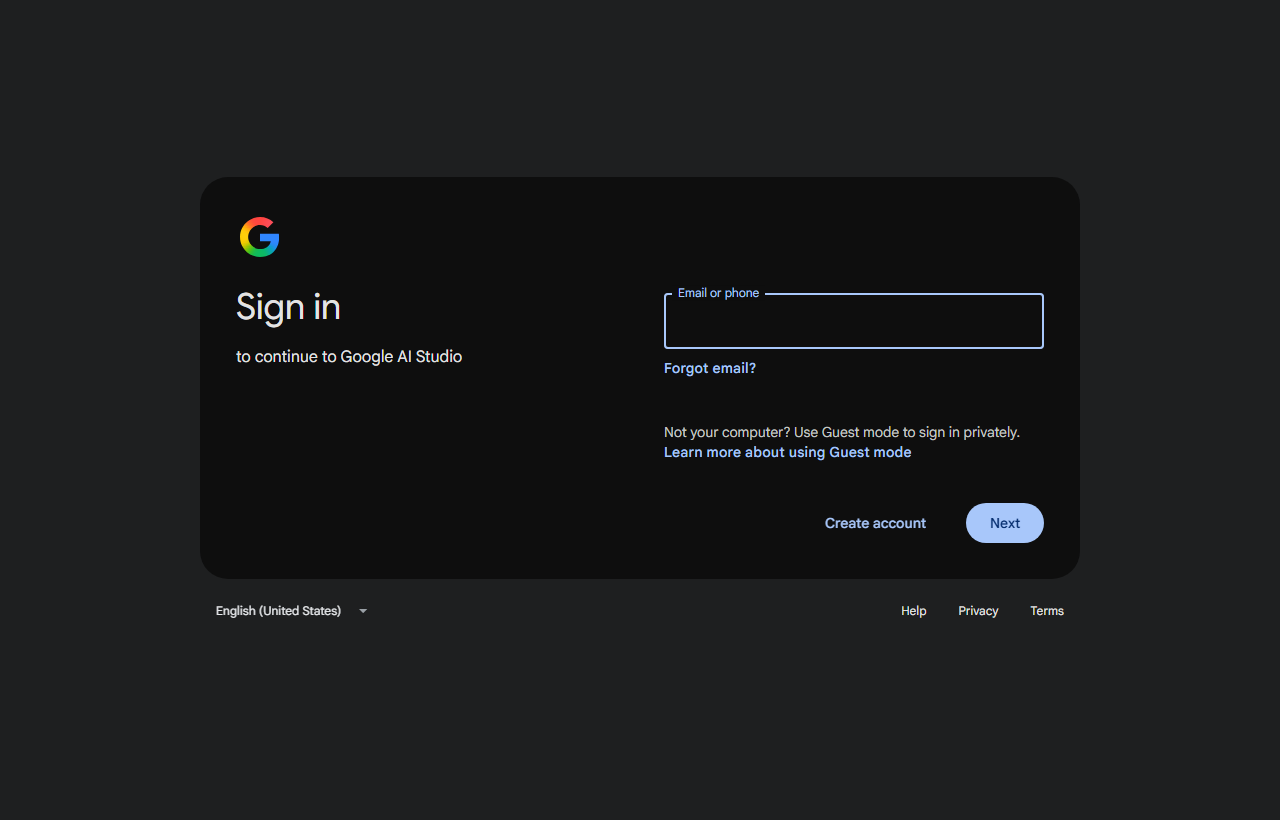 Sign in
to continue to Google AI Studio
Email or phone
Forgot email?
Not your computer? Use Guest mode to sign in privately.
Learn more about using Guest mode
Create account
Next
English (United States)
Help
Privacy
Terms